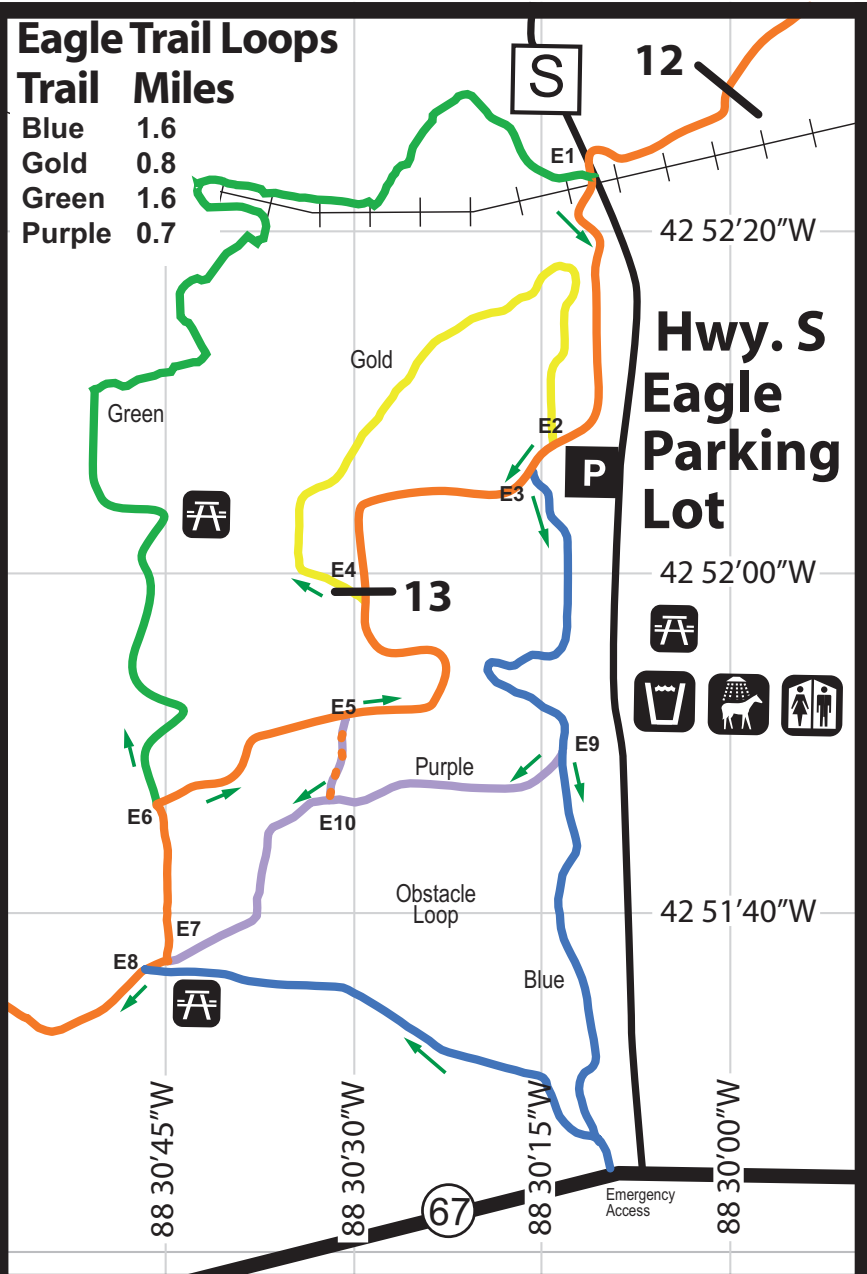 Eagle Trail Loops
Trail Miles
Blue 1.6
Gold 0.8
Green 1.6
Purple 0.7
S
12
E1
42 52'20"W
Hwy. S
Eagle
Parking
Lot
Gold
Green
E2
P
E3
E4
42 52'00"W
13
E5
E9
Purple
E6
E10
Obstacle
Loop
42 51'40"W
E7
E8
Blue
88 30'45"W
88 30'30"W
88 30'15"W
88 30'00"W
Emergency
Access
67